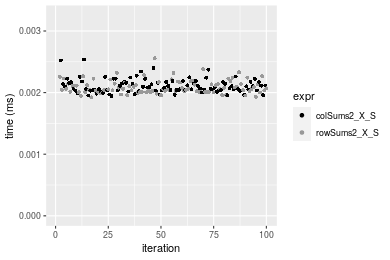 0.003
0.002
0.001
0.000
time (ms)
0
25
50
75
100
iteration
expr
colSums2_X_S
rowSums2_X_S